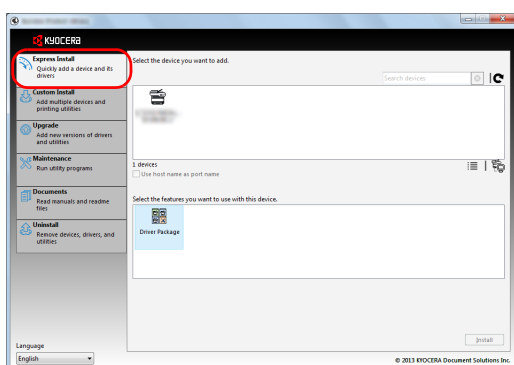 KYOCERA
Express Install
Quickly add a device and its
drivers
Custom Install
Add multiple devices and
printing utilities
Upgrade
Add new versions of drivers
and utilities
Maintenance
Run utility programs
Documents
Read manuals and readme
files
Uninstall
Remove devices, drivers, and
utilities
Language
English
Select the device you want to add.
Search devices
1 devices
Use host name as port name
Select the features you want to use with this device.
Driver Package
Install
© 2013 KYOCERA Document Solutions Inc.